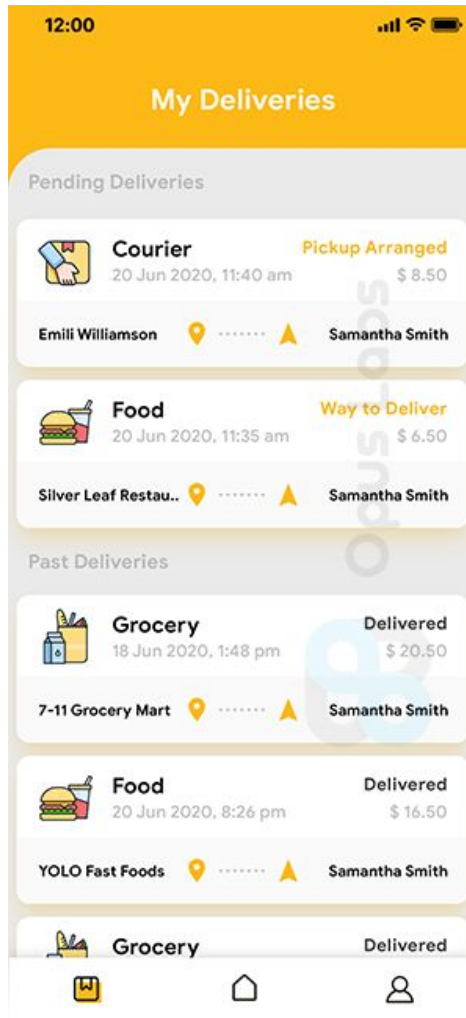 12:00
My Deliveries
Pending Deliveries
Courier
Pickup Arranged
20 Jun 2020, 11:40 am
$ 8.50
Emili Williamson
Samantha Smith
Food
Way to Deliver
20 Jun 2020, 11:35 am
$ 6.50
Silver Leaf Restau..
Samantha Smith
Past Deliveries
Grocery
Delivered
18 Jun 2020, 1:48 pm
$ 20.50
7-11 Grocery Mart
Samantha Smith
Food
Delivered
20 Jun 2020, 8:26 pm
$ 16.50
YOLO Fast Foods
Samantha Smith
Grocery
Delivered
Opus Labs